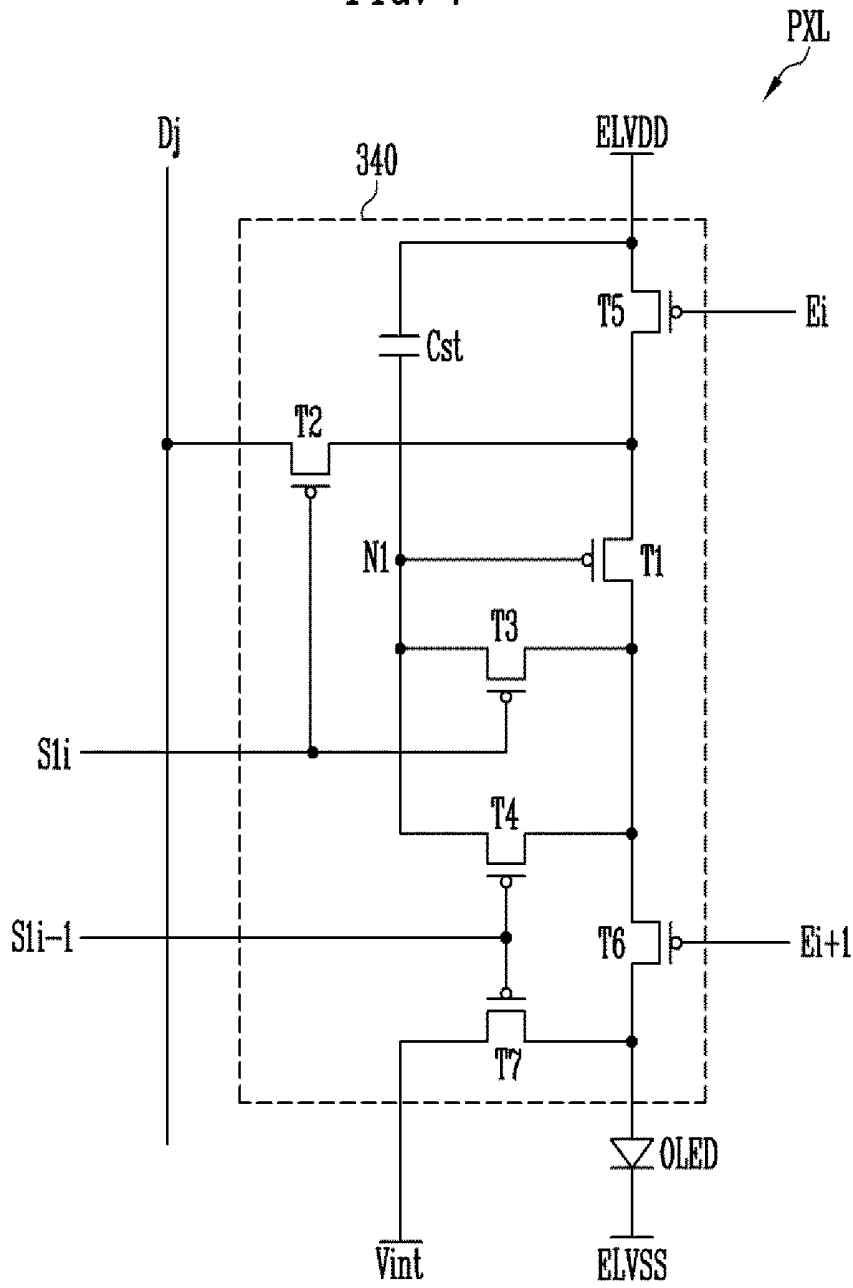 PXL
Dj
ELVDD
340
T5
Ei
Cst
T2
N1
T1
T3
S1i
T4
S1i-1
T6
Ei+1
T7
OLED
Vint
ELVSS